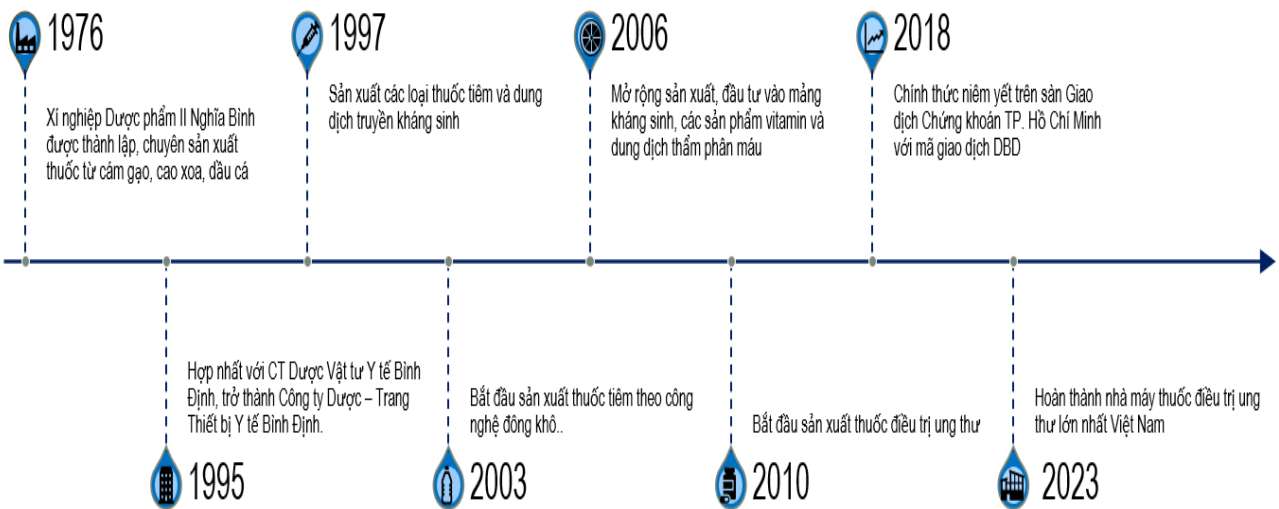 1976
Xí nghiệp Dược phẩm II Nghĩa Bình
được thành lập, chuyên sản xuất
thuốc từ cám gạo, cao xoa, dầu cá
1997
Sản xuất các loại thuốc tiêm và dung
dịch truyền kháng sinh
2006
Mở rộng sản xuất, đầu tư vào mảng
kháng sinh, các sản phẩm vitamin và
dung dịch thẩm phân máu
2018
Chính thức niêm yết trên sàn Giao
dịch Chứng khoán TP. Hồ Chí Minh
với mã giao dịch DBD
Hợp nhất với CT Dược Vật tư Y tế Bình
Định, trở thành Công ty Dược – Trang
Thiết bị Y tế Bình Định.
1995
Bắt đầu sản xuất thuốc tiêm theo công
nghệ đông khô..
2003
Bắt đầu sản xuất thuốc điều trị ung thư
2010
Hoàn thành nhà máy thuốc điều trị ung
thư lớn nhất Việt Nam
2023